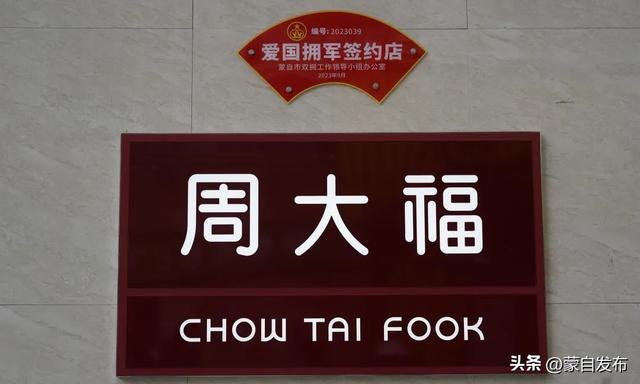 编号:2023039
爱国拥军签约店
蒙自市双拥工作领导小组办公室
2023年9月
周大福
CHOW TAI FOOK
头条 @蒙自发布